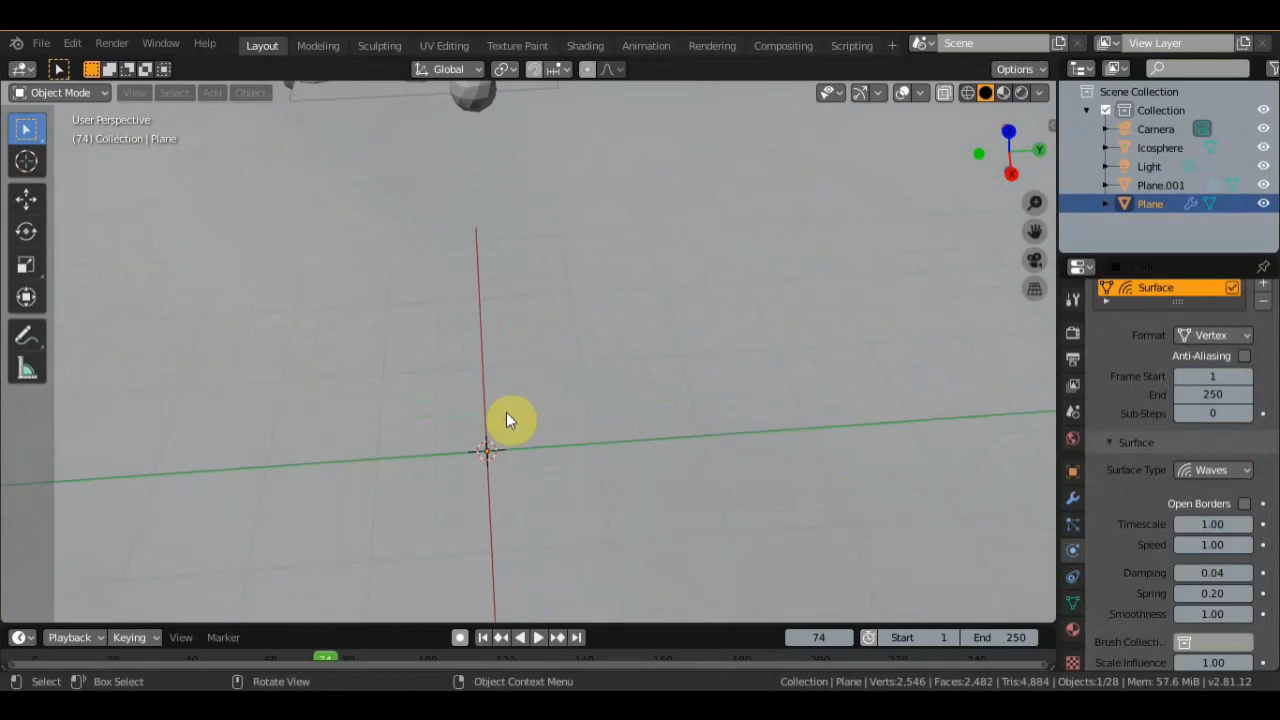 File Edit Render Window Help Layout Modeling Sculpting UV Editing Texture Paint Shading Animation Rendering Compositing Scripting Scene View Layer
Global Options
Object Mode View Select Add Object
User Perspective
(74) Collection | Plane
Scene Collection
Collection
Camera
Icosphere
Light
Plane.001
Plane
Surface
Format Vertex
Anti-Aliasing
Frame Start 1
End 250
Sub-Steps 0
Surface
Surface Type Waves
Open Borders
Timescale 1.00
Speed 1.00
Damping 0.04
Spring 0.20
Smoothness 1.00
Brush Collecti..
Scale Influence 1.00
Playback Keying View Marker 74 Start 1 End 250
Select Box Select Rotate View Object Context Menu Collection | Plane | Verts:2,546 | Faces:2,482 | Tris:4,884 | Objects:1/28 | Mem: 57.6 MiB | v2.81.12